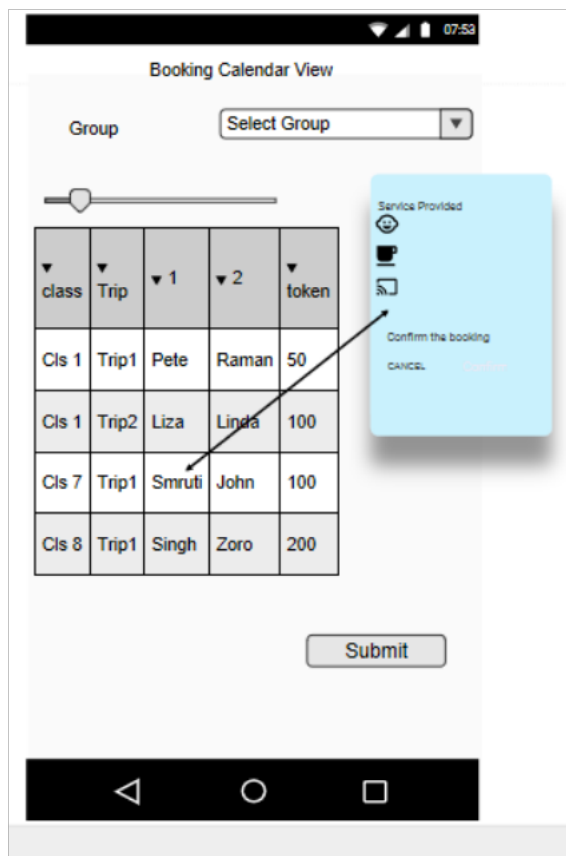 07:53
Booking Calendar View
Group
Select Group
Service Provided
class Trip 1 2 token
Confirm the booking
CANCEL
Cls 1 Trip1 Pete Raman 50
Cls 1 Trip2 Liza Linda 100
Cls 7 Trip1 Smruti John 100
Cls 8 Trip1 Singh Zoro 200
Submit